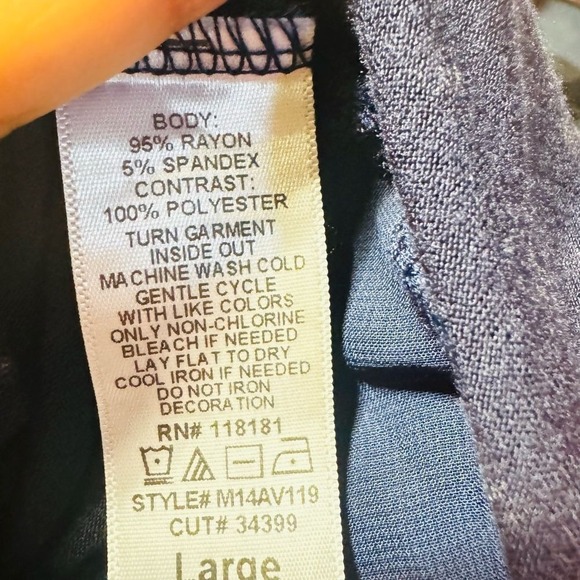 BODY:
95% RAYON
5% SPANDEX
CONTRAST:
100% POLYESTER
TURN GARMENT
INSIDE OUT
MACHINE WASH COLD
GENTLE CYCLE
WITH LIKE COLORS
ONLY NON-CHLORINE
BLEACH IF NEEDED
LAY FLAT TO DRY
COOL IRON IF NEEDED
DO NOT IRON
DECORATION
RN# 118181
STYLE# M14AV119
CUT# 34399
Large